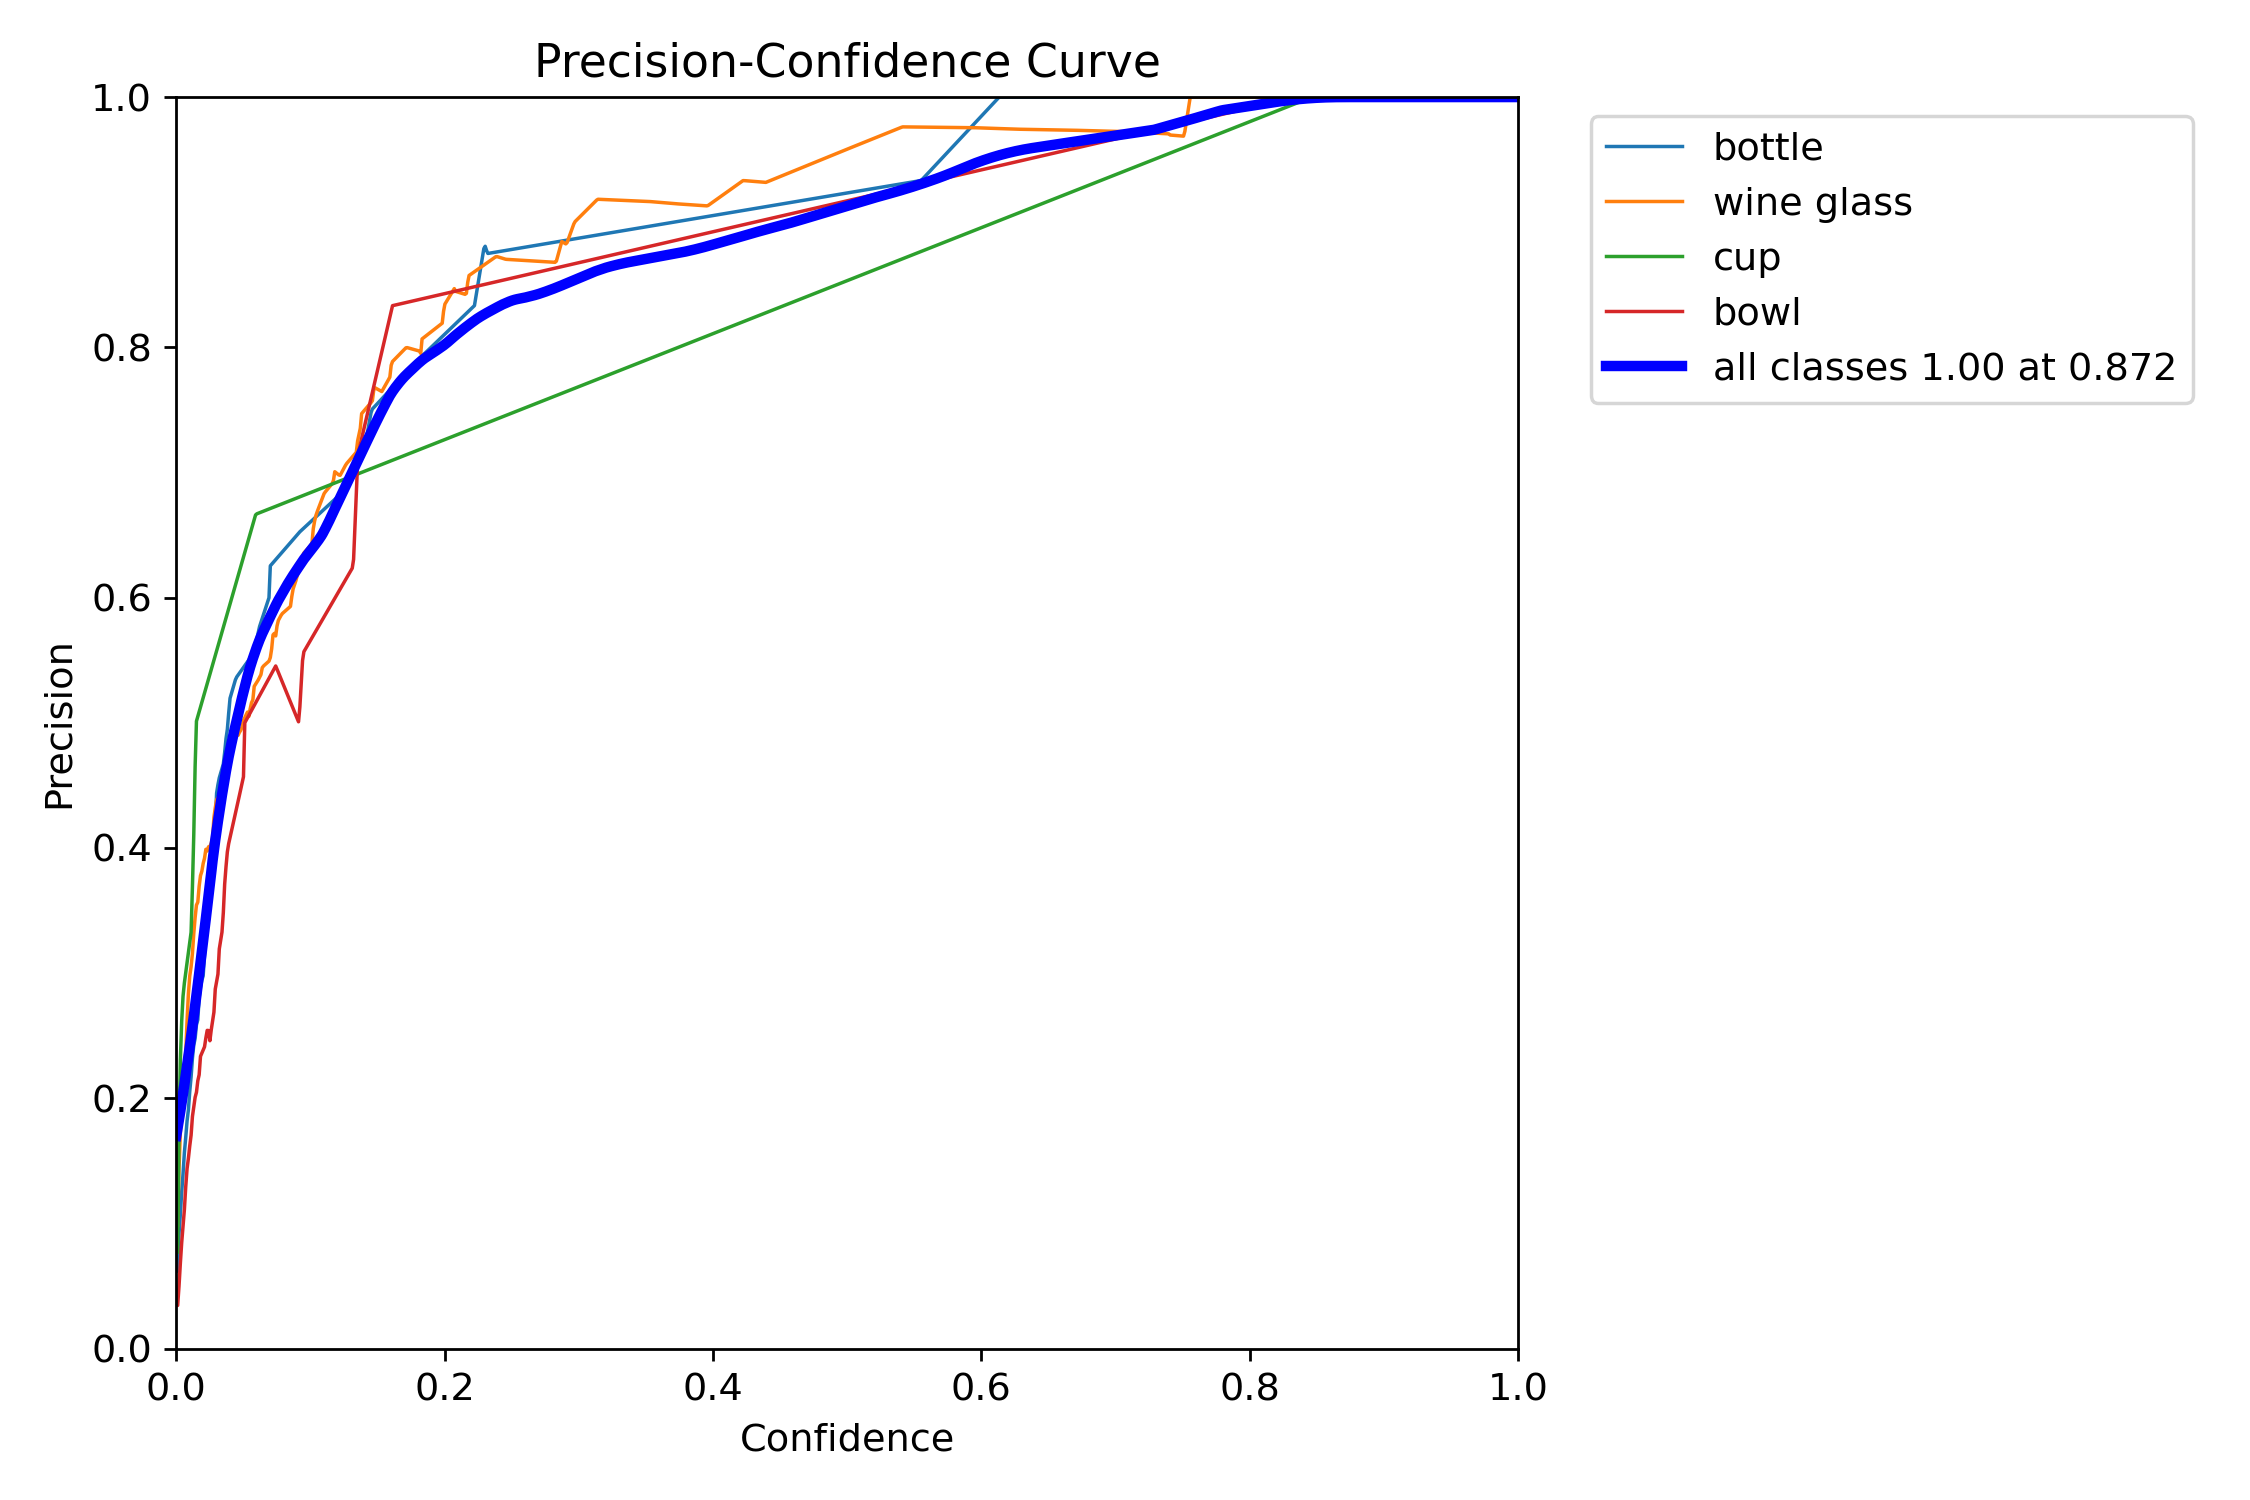 Precision-Confidence Curve
1.0
0.8
0.6
0.4
0.2
0.0
Precision
0.0 0.2 0.4 0.6 0.8 1.0
Confidence
bottle
wine glass
cup
bowl
all classes 1.00 at 0.872